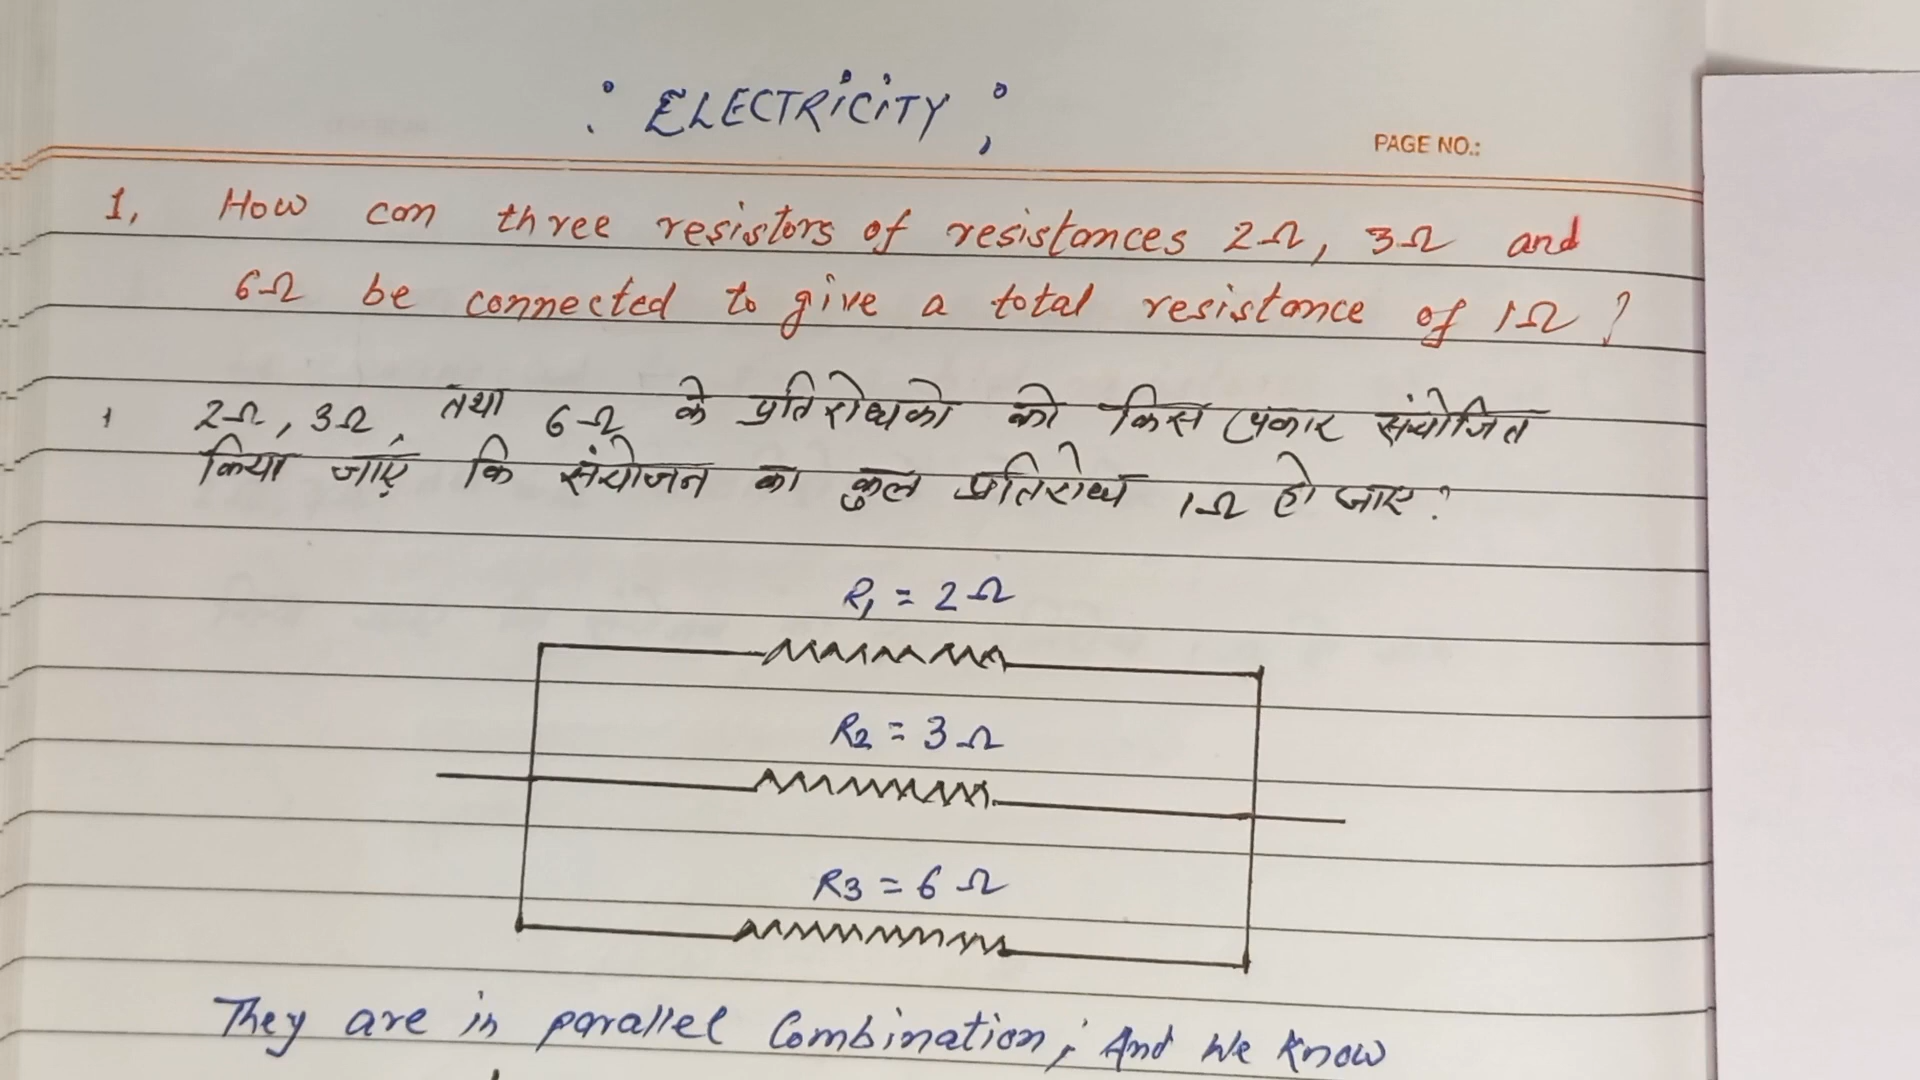 : ELECTRiCiTY ;
PAGE NO.:
1, How can three resistors of resistances 2Ω, 3Ω and
6Ω be connected to give a total resistance of 1Ω ?
1 2Ω, 3Ω, तथा 6Ω के प्रतिरोधको को किस प्रकार संयोजित
किया जाए कि संयोजन का कुल प्रतिरोध 1Ω हो जाए ?
R1 = 2Ω
R2 = 3Ω
R3 = 6Ω
They are in parallel Combination; And We know